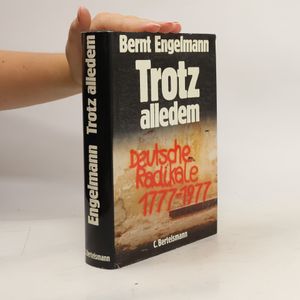 Bernt Engelmann
Trotz
alledem
Deutsche
Radikale
1777-1977
C. Bertelsmann
Engelmann Trotz alledem
C. Bertelsmann